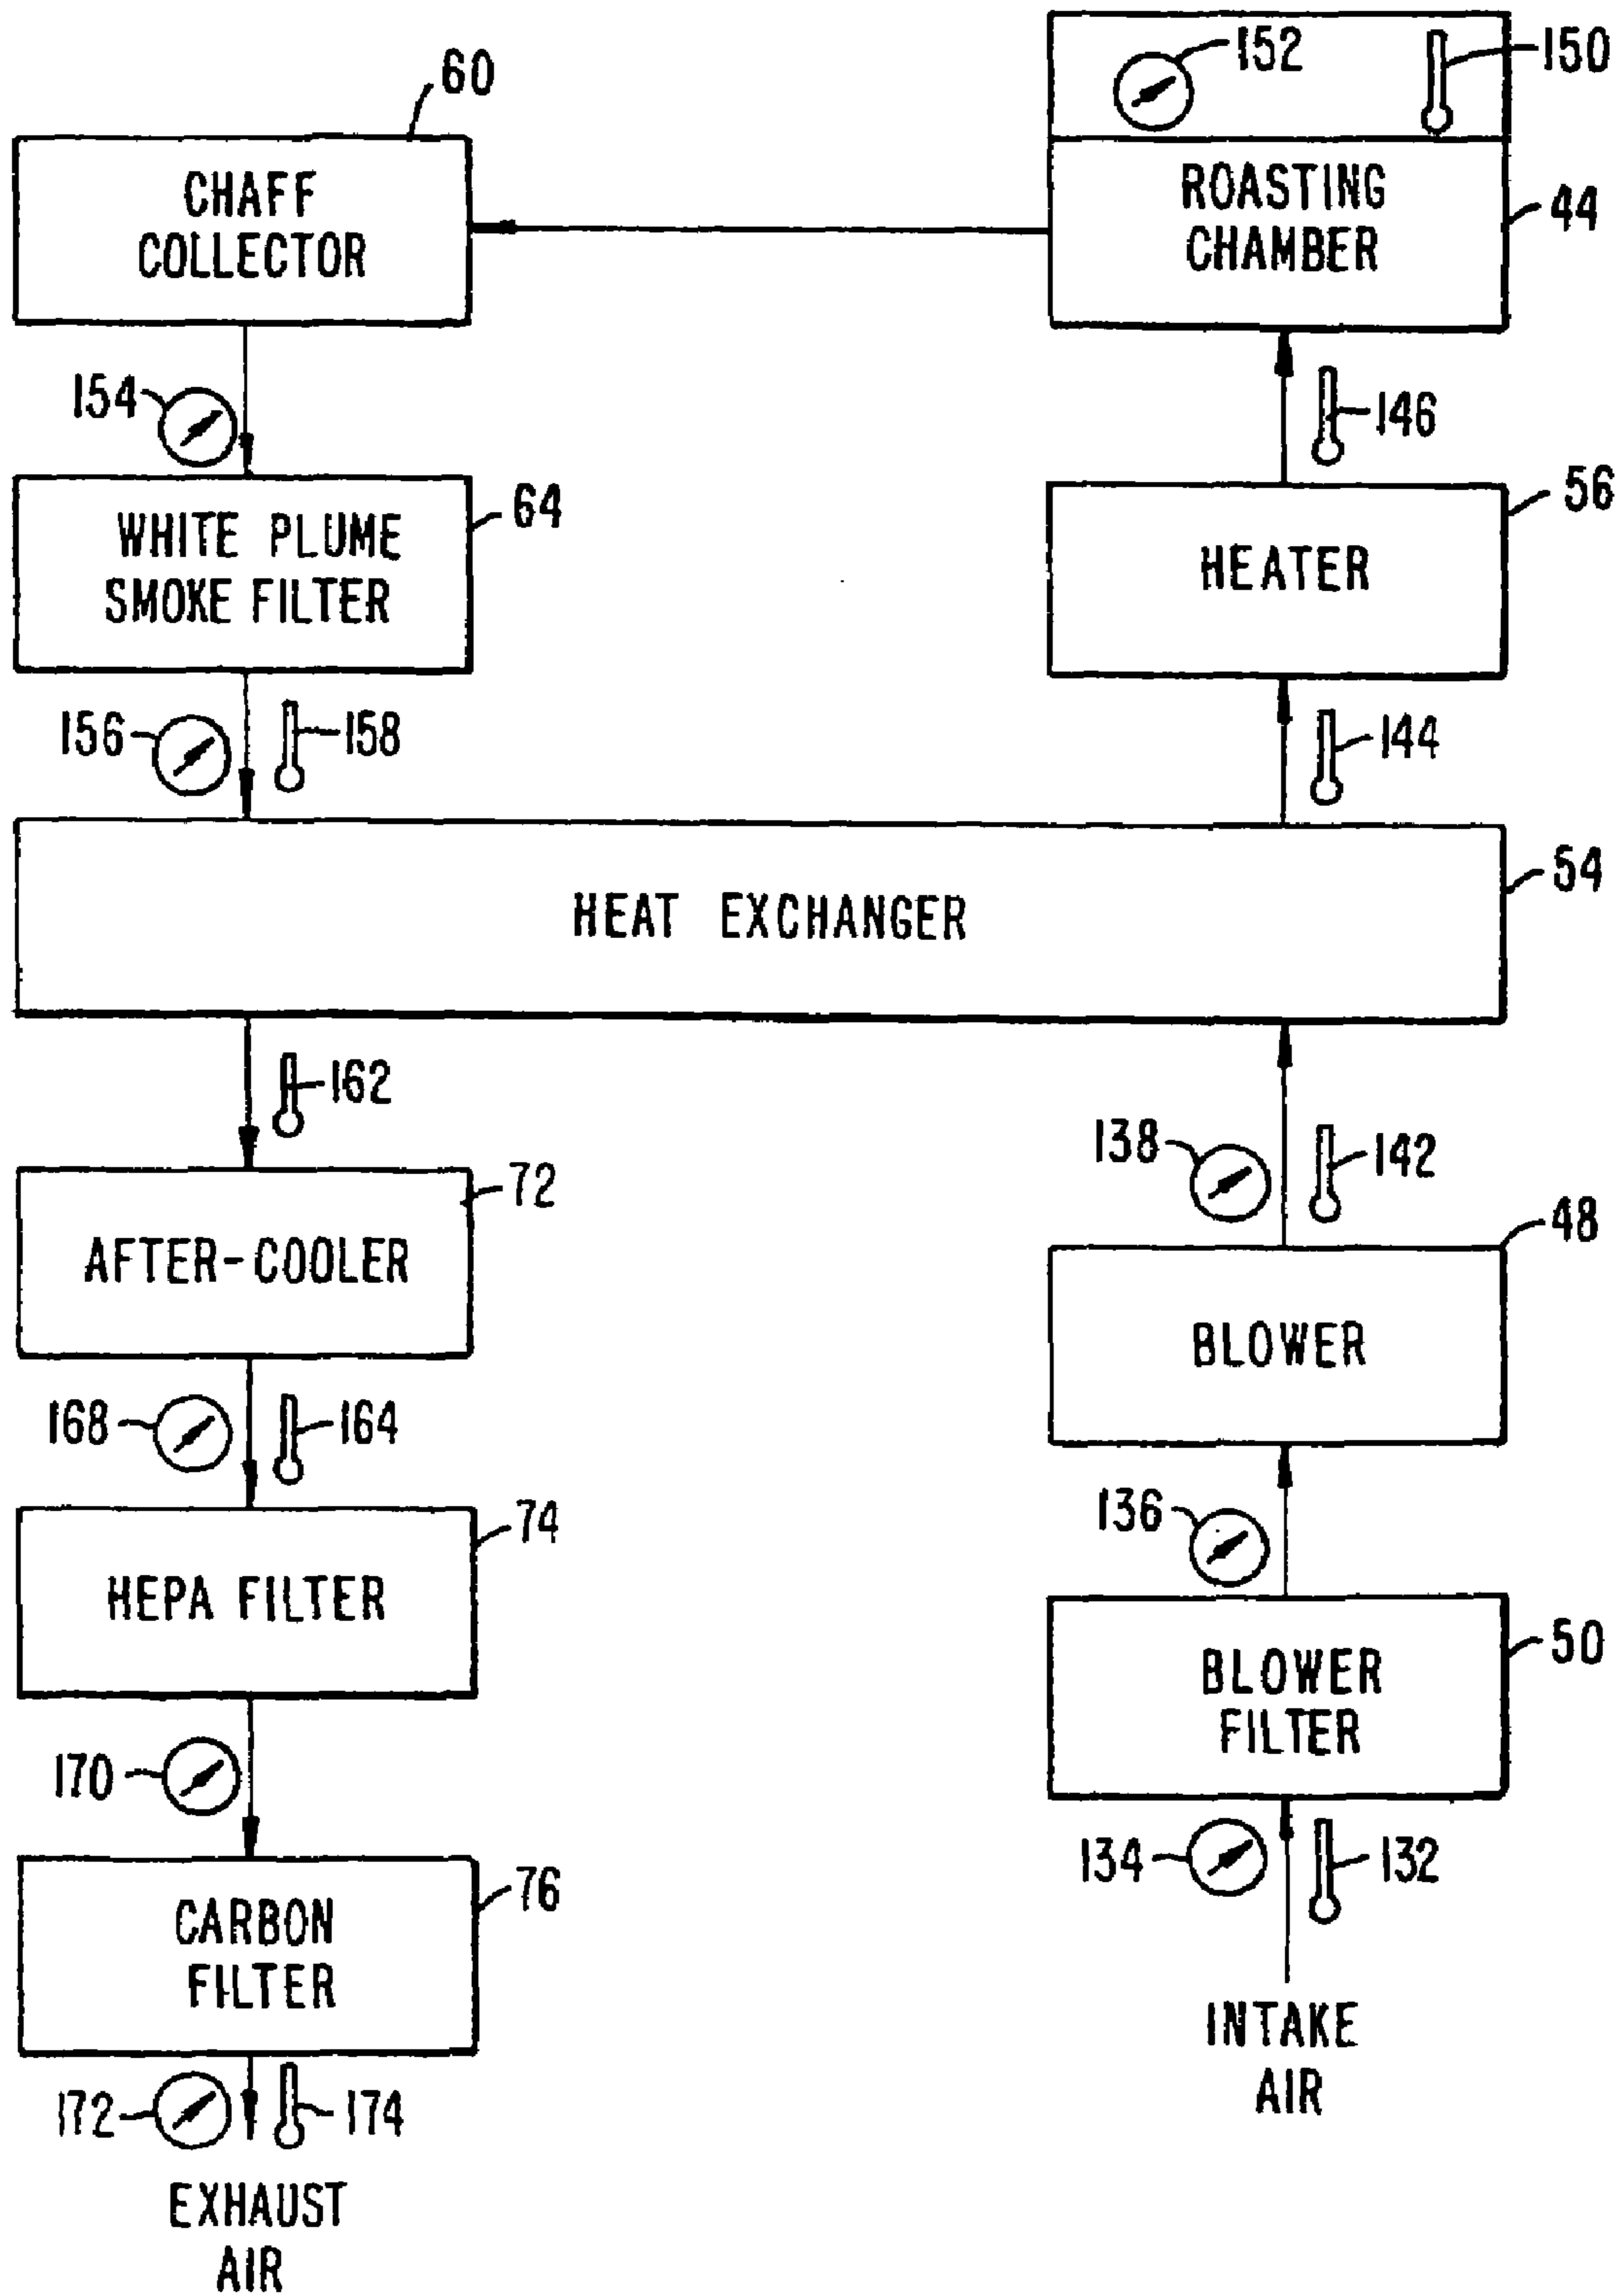 152
150
60
CHAFF
COLLECTOR
ROASTING
CHAMBER
44
154
146
WHITE PLUME
SMOKE FILTER
64
HEATER
56
156
158
144
HEAT EXCHANGER
54
162
138
142
AFTER-COOLER
72
BLOWER
48
168
164
136
HEPA FILTER
74
BLOWER
FILTER
50
170
134
132
CARBON
FILTER
76
INTAKE
AIR
172
174
EXHAUST
AIR